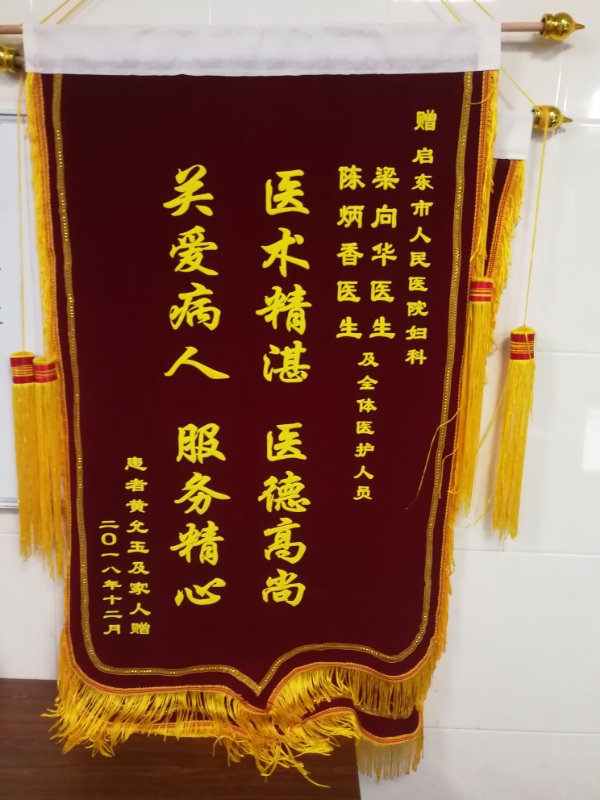 赠 启东市人民医院妇科
梁向华医生
陈炳香医生
及全体医护人员
医术精湛 医德高尚
关爱病人 服务精心
患者黄允玉及家人赠
二〇一八年十二月